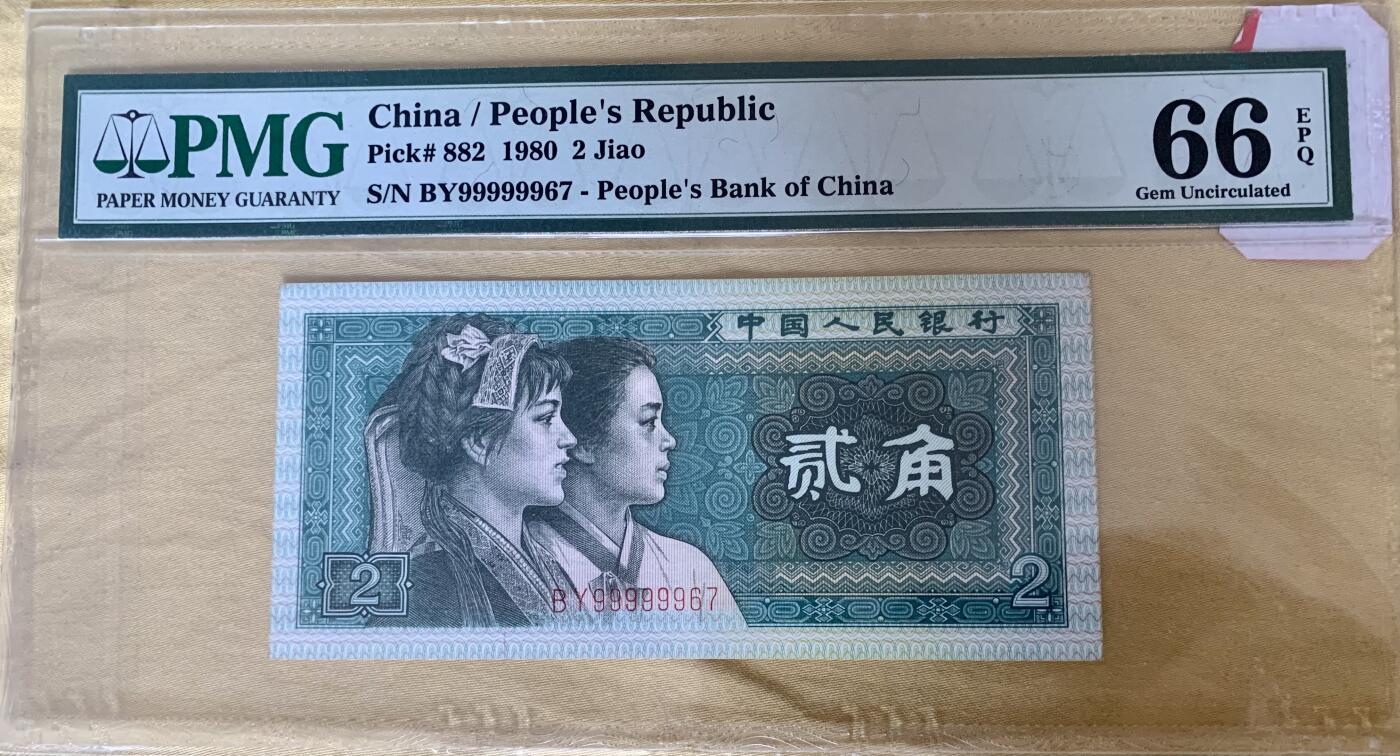 PMG
PAPER MONEY GUARANTY
China / People's Republic
Pick# 882 1980 2 Jiao
S/N BY99999967 - People's Bank of China
66
EPQ
Gem Uncirculated
中国人民银行
贰角
2
2
BY99999967